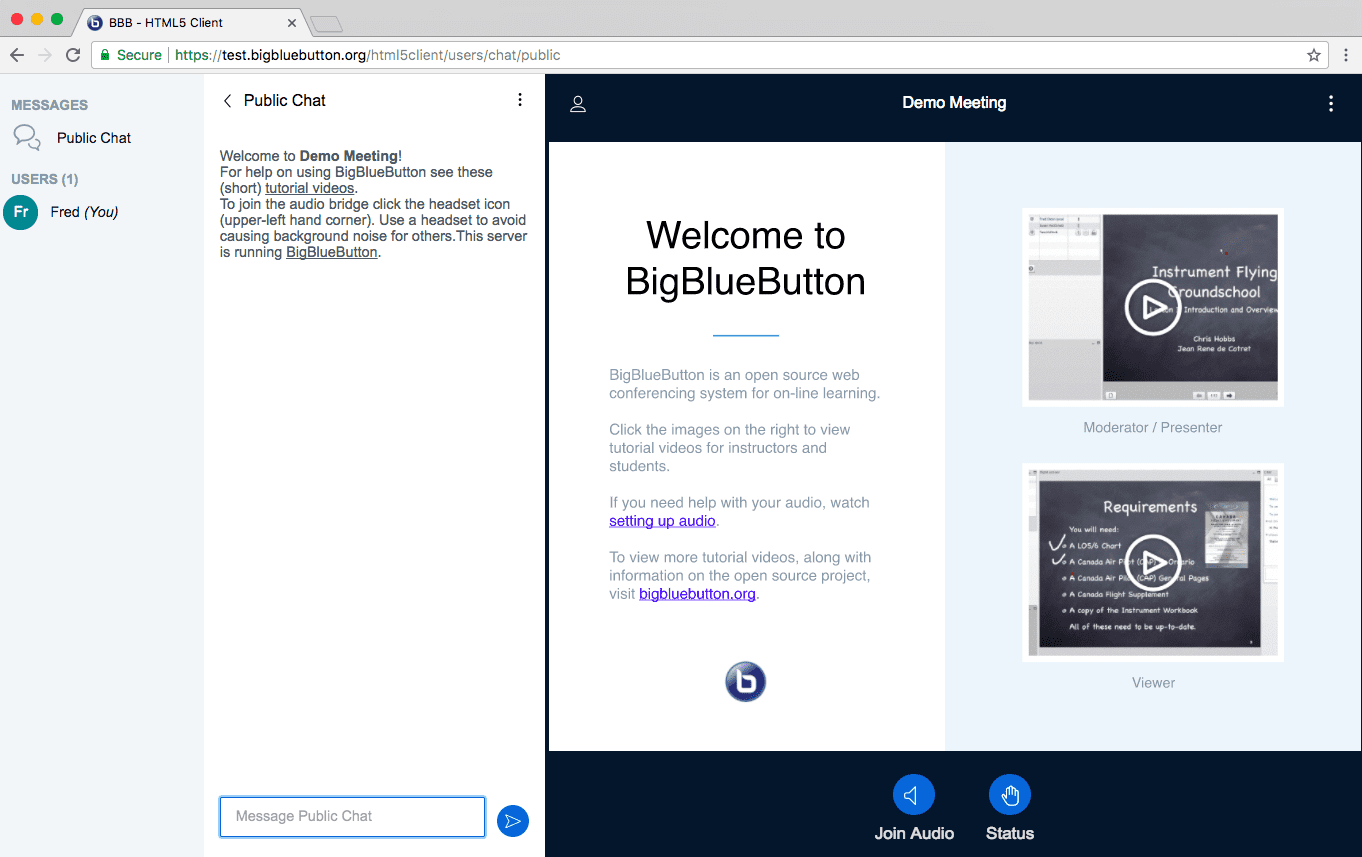 BBB - HTML5 Client
Secure
https://test.bigbluebutton.org/html5client/users/chat/public
MESSAGES
Public Chat
USERS (1)
Fr
Fred (You)
Public Chat
Welcome to Demo Meeting!
For help on using BigBlueButton see these
(short) tutorial videos.
To join the audio bridge click the headset icon
(upper-left hand corner). Use a headset to avoid
causing background noise for others.This server
is running BigBlueButton.
Message Public Chat
Demo Meeting
Welcome to
BigBlueButton
BigBlueButton is an open source web
conferencing system for on-line learning.
Click the images on the right to view
tutorial videos for instructors and
students.
If you need help with your audio, watch
setting up audio.
To view more tutorial videos, along with
information on the open source project,
visit bigbluebutton.org.
b
Instrument Flying
Groundschool
Introduction and Overview
Chris Hobbs
Jean Rene de Cotret
Moderator / Presenter
Requirements
You will need:
A LO5/6 Chart
A Canada Air Pilot (CAP) Ontario
A Canada Air Pilot (CAP) General Pages
A Canada Flight Supplement
A copy of the Instrument Workbook
All of these need to be up-to-date.
Viewer
Join Audio
Status